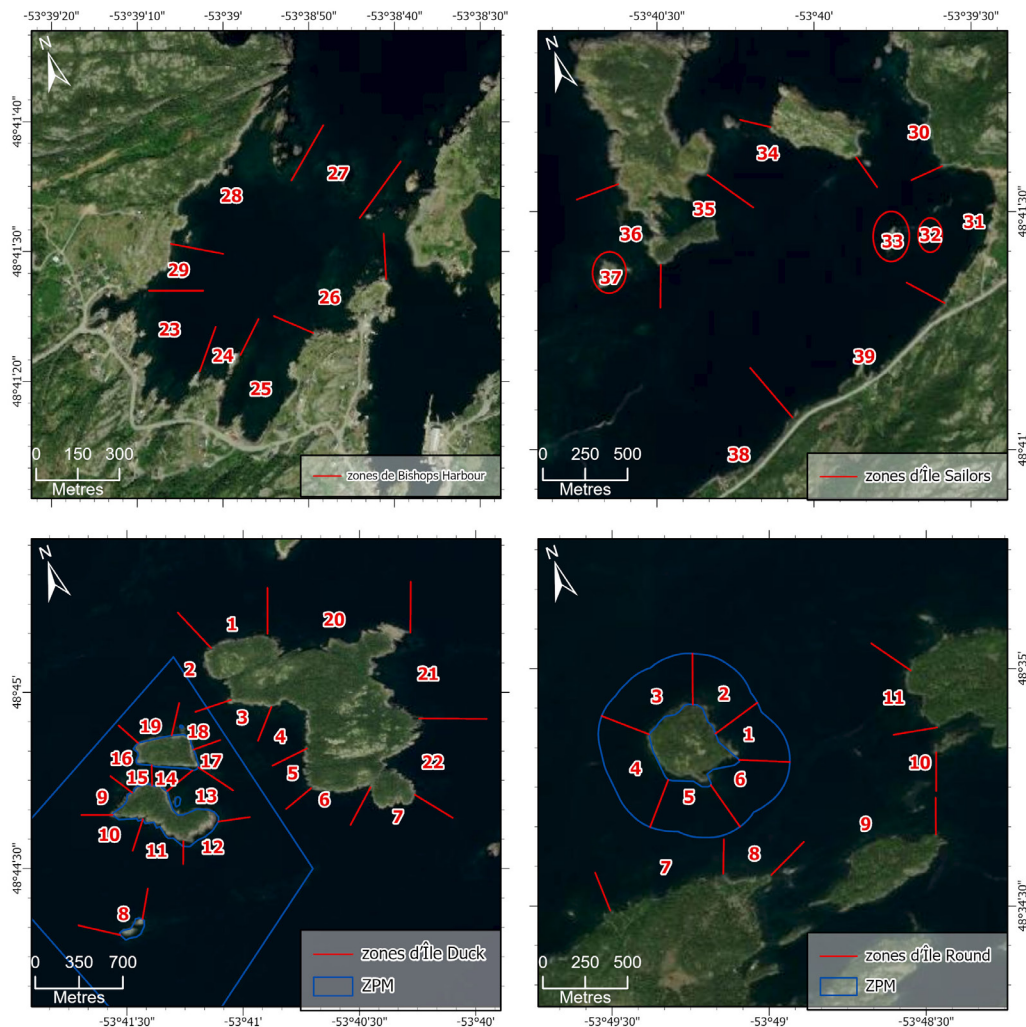 -53°39'20" -53°39'10" -53°39' -53°38'50" -53°38'40" -53°38'30"
N
48°41'40"
48°41'30"
48°41'20"
27
28
29
26
23
24
25
0 150 300
Metres
zones de Bishops Harbour
-53°40'30" -53°40' -53°39'30"
N
48°41'30"
48°41'
30
34
35
31
36
33
32
37
39
38
0 250 500
Metres
zones d'Île Sailors
N
48°45'
48°44'30"
1
20
2
21
3
19
18
4
22
16
17
5
15
14
6
9
13
7
10
11
12
8
0 350 700
Metres
zones d'Île Duck
ZPM
-53°41'30" -53°41' -53°40'30" -53°40'
N
48°35'
48°34'30"
3
2
11
1
4
10
6
5
9
8
7
0 250 500
Metres
zones d'Île Round
ZPM
-53°49'30" -53°49' -53°48'30"